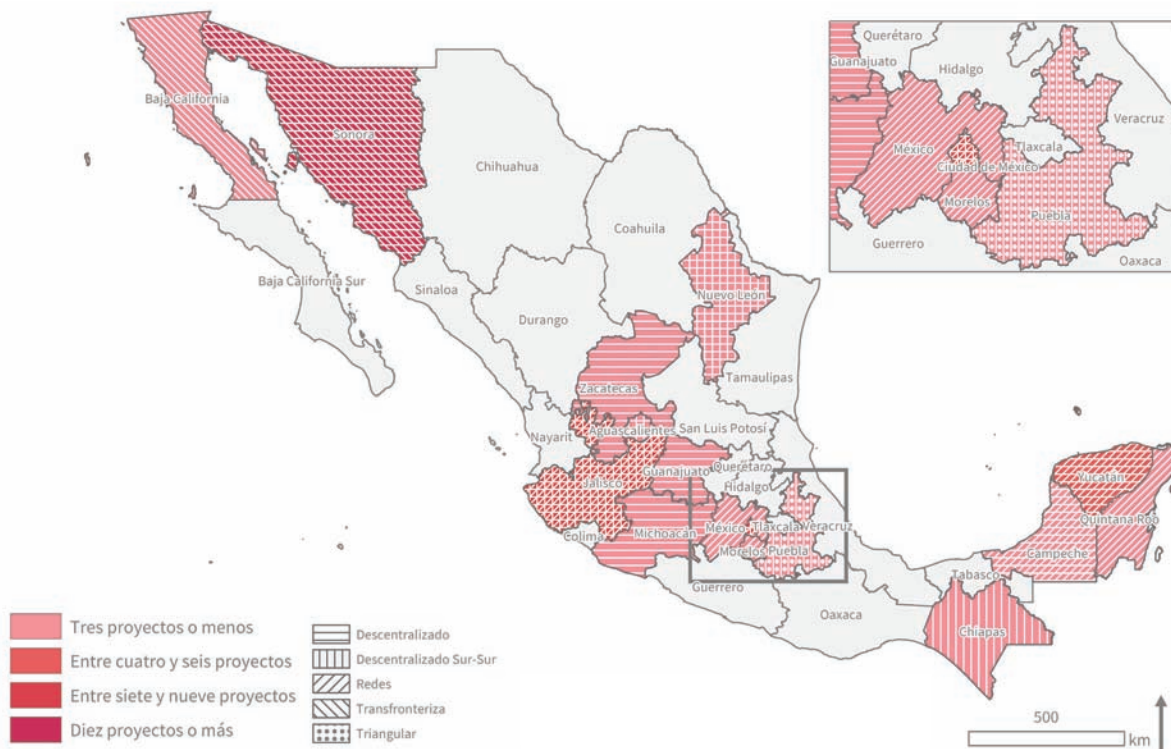 Querétaro
Guanajuato
Hidalgo
Veracruz
Tlaxcala
México
Ciudad de México
Morelos
Puebla
Guerrero
Oaxaca
Baja California
Sonora
Chihuahua
Coahuila
Baja California Sur
Sinaloa
Nuevo León
Durango
Tamaulipas
Zacatecas
Nayarit
Aguascalientes
San Luis Potosí
Guanajuato
Querétaro
Hidalgo
Jalisco
Yucatán
Quintana Roo
Colima
Michoacán
México
Tlaxcala
Veracruz
Morelos
Puebla
Campeche
Tabasco
Guerrero
Oaxaca
Chiapas
Tres proyectos o menos
Entre cuatro y seis proyectos
Entre siete y nueve proyectos
Diez proyectos o más
Descentralizado
Descentralizado Sur-Sur
Redes
Transfronteriza
Triangular
500
km